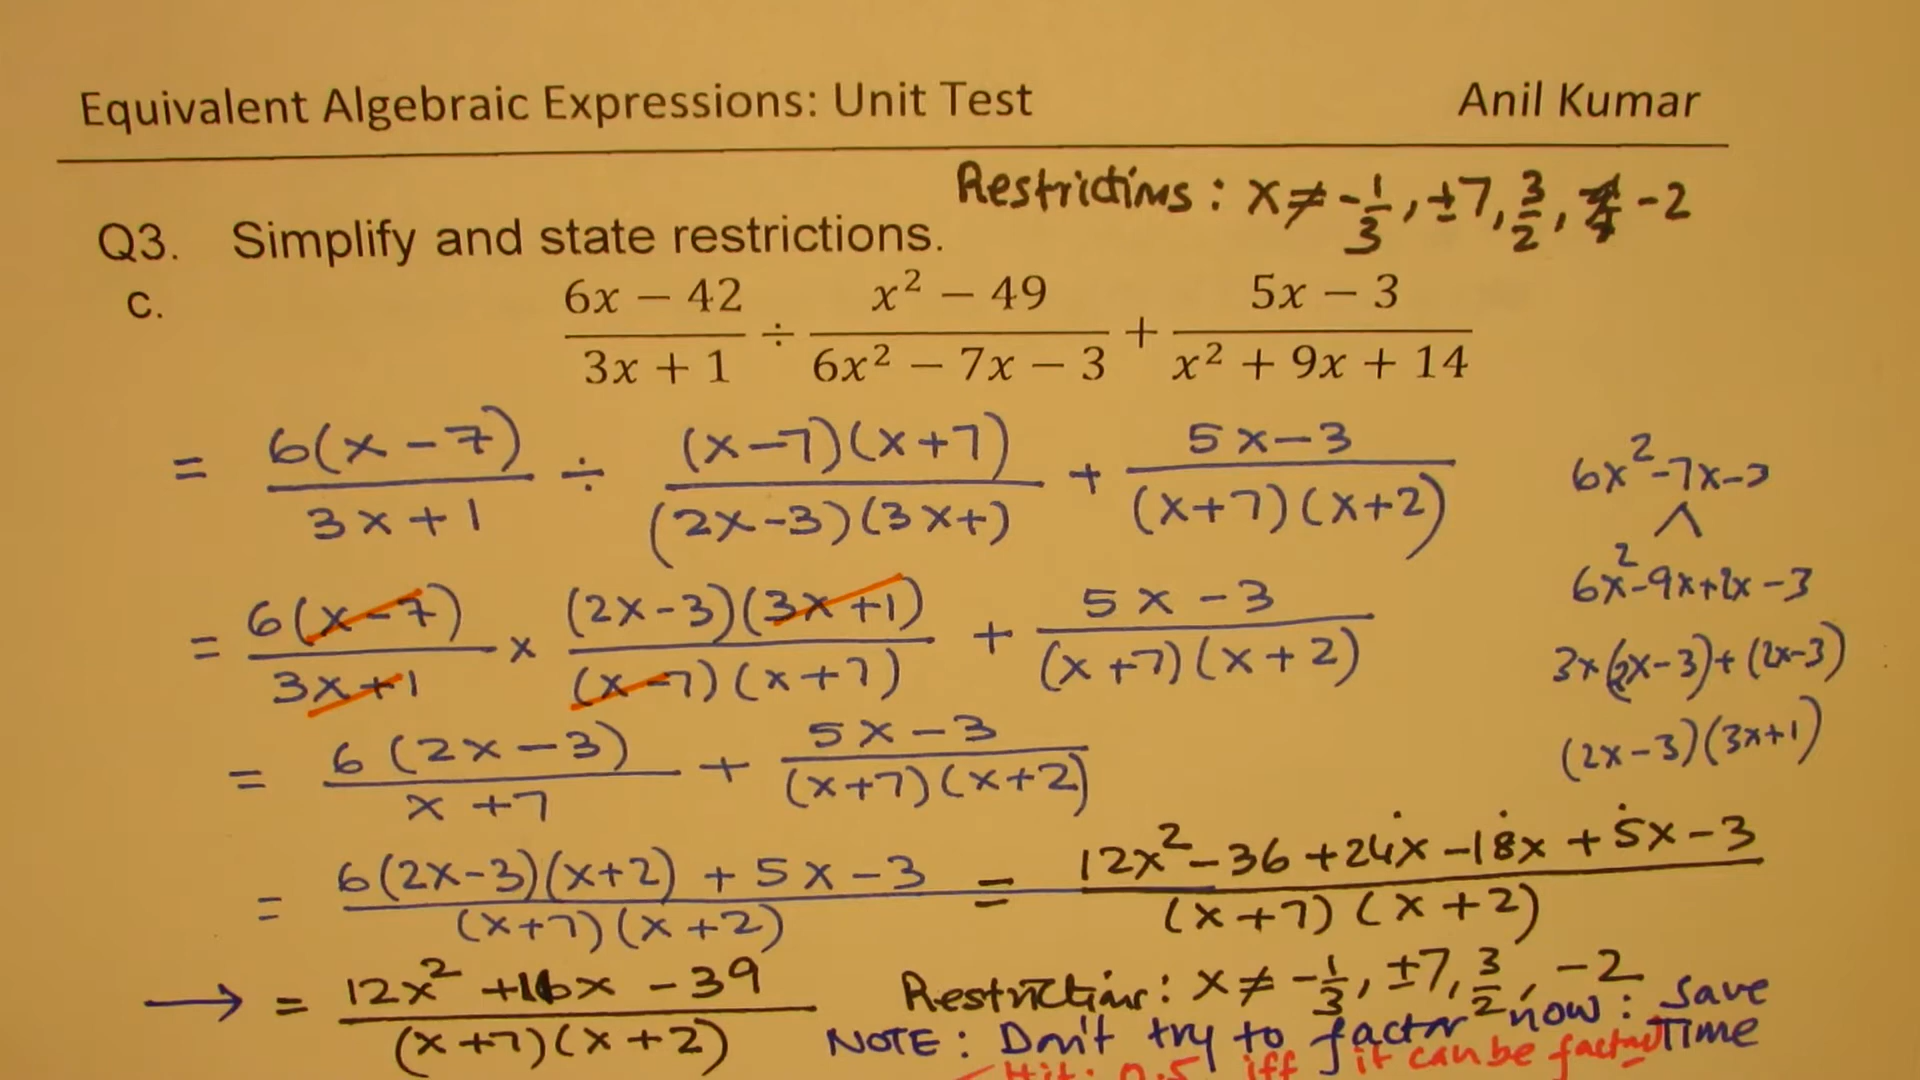 Equivalent Algebraic Expressions: Unit Test Anil Kumar
Restrictions: x ≠ -1/3, ±7, 3/2, -2
Q3. Simplify and state restrictions.
c. (6x − 42)/(3x + 1) ÷ (x² − 49)/(6x² − 7x − 3) + (5x − 3)/(x² + 9x + 14)
= 6(x-7)/(3x+1) ÷ (x-7)(x+7)/(2x-3)(3x+) + (5x-3)/(x+7)(x+2)
6x²-7x-3
6x²-9x+2x-3
= 6(x-7)/(3x+1) × (2x-3)(3x+1)/(x-7)(x+7) + (5x-3)/(x+7)(x+2)
3x(2x-3)+(2x-3)
= 6(2x-3)/(x+7) + (5x-3)/(x+7)(x+2)
(2x-3)(3x+1)
= (6(2x-3)(x+2) + 5x-3)/(x+7)(x+2) = (12x²-36+24x-18x+5x-3)/(x+7)(x+2)
→ = (12x²+ x-39)/(x+7)(x+2)
Restriction: x ≠ -1/3, ±7, 3/2, -2
NOTE: Don't try to factor now: Save Time
iff it can be